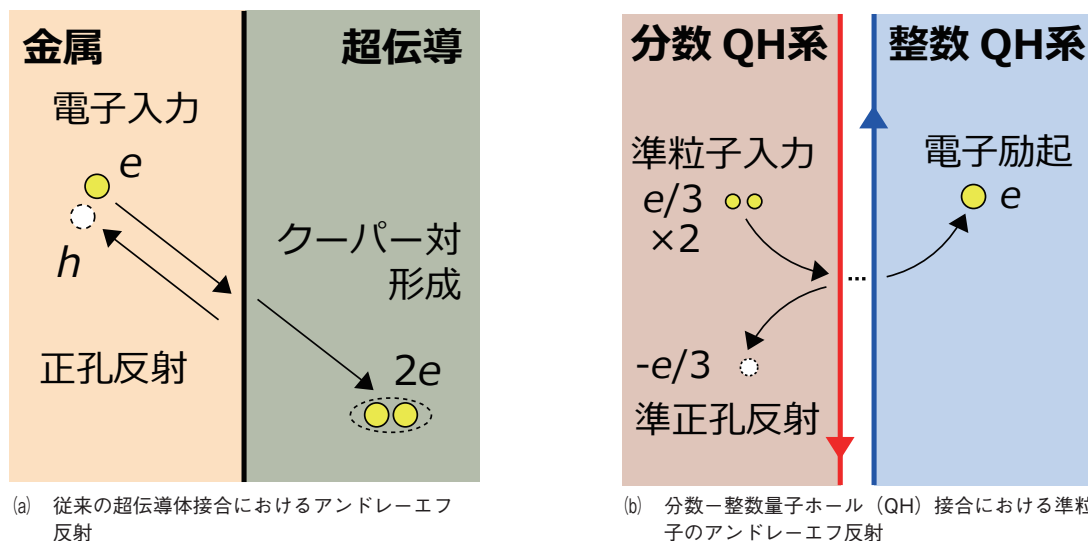 金属
超伝導
電子入力
e
h
クーパー対
形成
正孔反射
2e
(a) 従来の超伝導体接合におけるアンドレーエフ
反射
分数 QH系
整数 QH系
準粒子入力
e/3
×2
電子励起
e
...
-e/3
準正孔反射
(b) 分数－整数量子ホール（QH）接合における準粒
子のアンドレーエフ反射